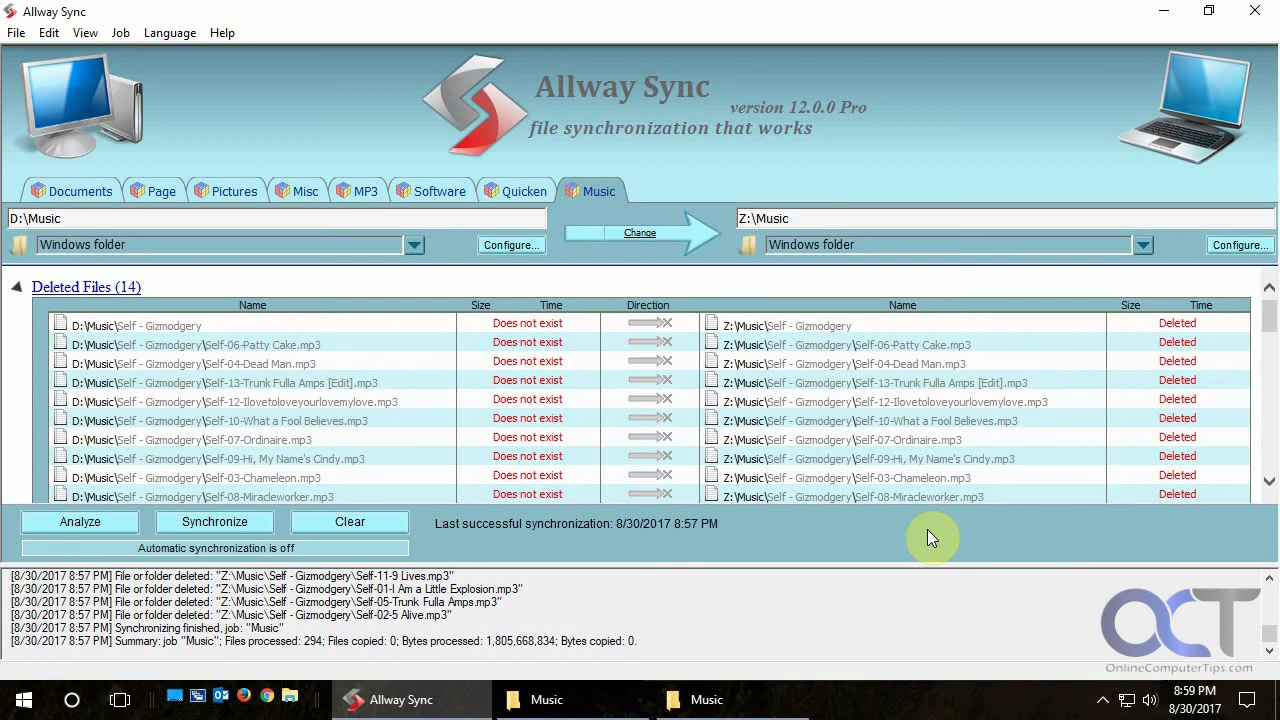 Allway Sync
File Edit View Job Language Help
Allway Sync
version 12.0.0 Pro
file synchronization that works
Documents Page Pictures Misc MP3 Software Quicken Music
D:\Music Change Z:\Music
Windows folder Configure... Windows folder Configure...
Deleted Files (14)
Name Size Time Direction Name Size Time
D:\Music\Self - Gizmodgery Does not exist Z:\Music\Self - Gizmodgery Deleted
D:\Music\Self - Gizmodgery\Self-06-Patty Cake.mp3 Does not exist Z:\Music\Self - Gizmodgery\Self-06-Patty Cake.mp3 Deleted
D:\Music\Self - Gizmodgery\Self-04-Dead Man.mp3 Does not exist Z:\Music\Self - Gizmodgery\Self-04-Dead Man.mp3 Deleted
D:\Music\Self - Gizmodgery\Self-13-Trunk Fulla Amps [Edit].mp3 Does not exist Z:\Music\Self - Gizmodgery\Self-13-Trunk Fulla Amps [Edit].mp3 Deleted
D:\Music\Self - Gizmodgery\Self-12-Ilovetoloveyourlovemylove.mp3 Does not exist Z:\Music\Self - Gizmodgery\Self-12-Ilovetoloveyourlovemylove.mp3 Deleted
D:\Music\Self - Gizmodgery\Self-10-What a Fool Believes.mp3 Does not exist Z:\Music\Self - Gizmodgery\Self-10-What a Fool Believes.mp3 Deleted
D:\Music\Self - Gizmodgery\Self-07-Ordinaire.mp3 Does not exist Z:\Music\Self - Gizmodgery\Self-07-Ordinaire.mp3 Deleted
D:\Music\Self - Gizmodgery\Self-09-Hi, My Name's Cindy.mp3 Does not exist Z:\Music\Self - Gizmodgery\Self-09-Hi, My Name's Cindy.mp3 Deleted
D:\Music\Self - Gizmodgery\Self-03-Chameleon.mp3 Does not exist Z:\Music\Self - Gizmodgery\Self-03-Chameleon.mp3 Deleted
D:\Music\Self - Gizmodgery\Self-08-Miracleworker.mp3 Does not exist Z:\Music\Self - Gizmodgery\Self-08-Miracleworker.mp3 Deleted
Analyze Synchronize Clear Last successful synchronization: 8/30/2017 8:57 PM
Automatic synchronization is off
[8/30/2017 8:57 PM] File or folder deleted: "Z:\Music\Self - Gizmodgery\Self-11-9 Lives.mp3"
[8/30/2017 8:57 PM] File or folder deleted: "Z:\Music\Self - Gizmodgery\Self-01-I Am a Little Explosion.mp3"
[8/30/2017 8:57 PM] File or folder deleted: "Z:\Music\Self - Gizmodgery\Self-05-Trunk Fulla Amps.mp3"
[8/30/2017 8:57 PM] File or folder deleted: "Z:\Music\Self - Gizmodgery\Self-02-5 Alive.mp3"
[8/30/2017 8:57 PM] Synchronizing finished, job: "Music"
[8/30/2017 8:57 PM] Summary: job "Music"; Files processed: 294; Files copied: 0; Bytes processed: 1,805,668,834; Bytes copied: 0.
OCT
OnlineComputerTips.com
Allway Sync Music Music 8:59 PM
8/30/2017